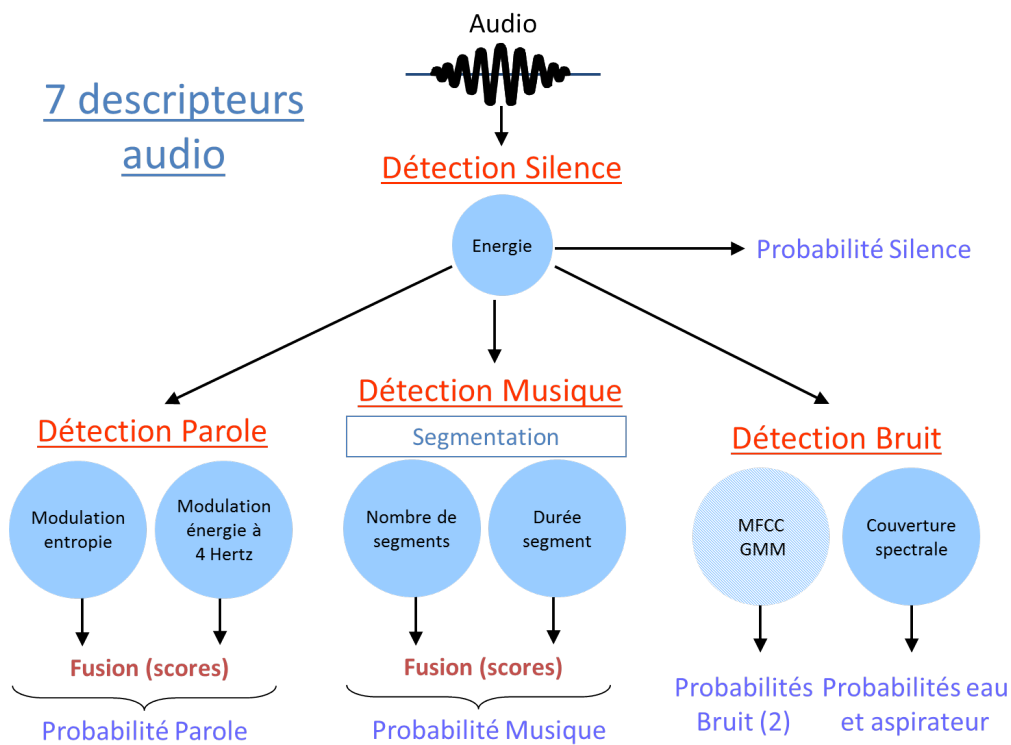 Audio
7 descripteurs
audio
Détection Silence
Energie
Probabilité Silence
Détection Parole
Modulation
entropie
Modulation
énergie à
4 Hertz
Fusion (scores)
Probabilité Parole
Détection Musique
Segmentation
Nombre de
segments
Durée
segment
Fusion (scores)
Probabilité Musique
Détection Bruit
MFCC
GMM
Couverture
spectrale
Probabilités
Bruit (2)
Probabilités eau
et aspirateur